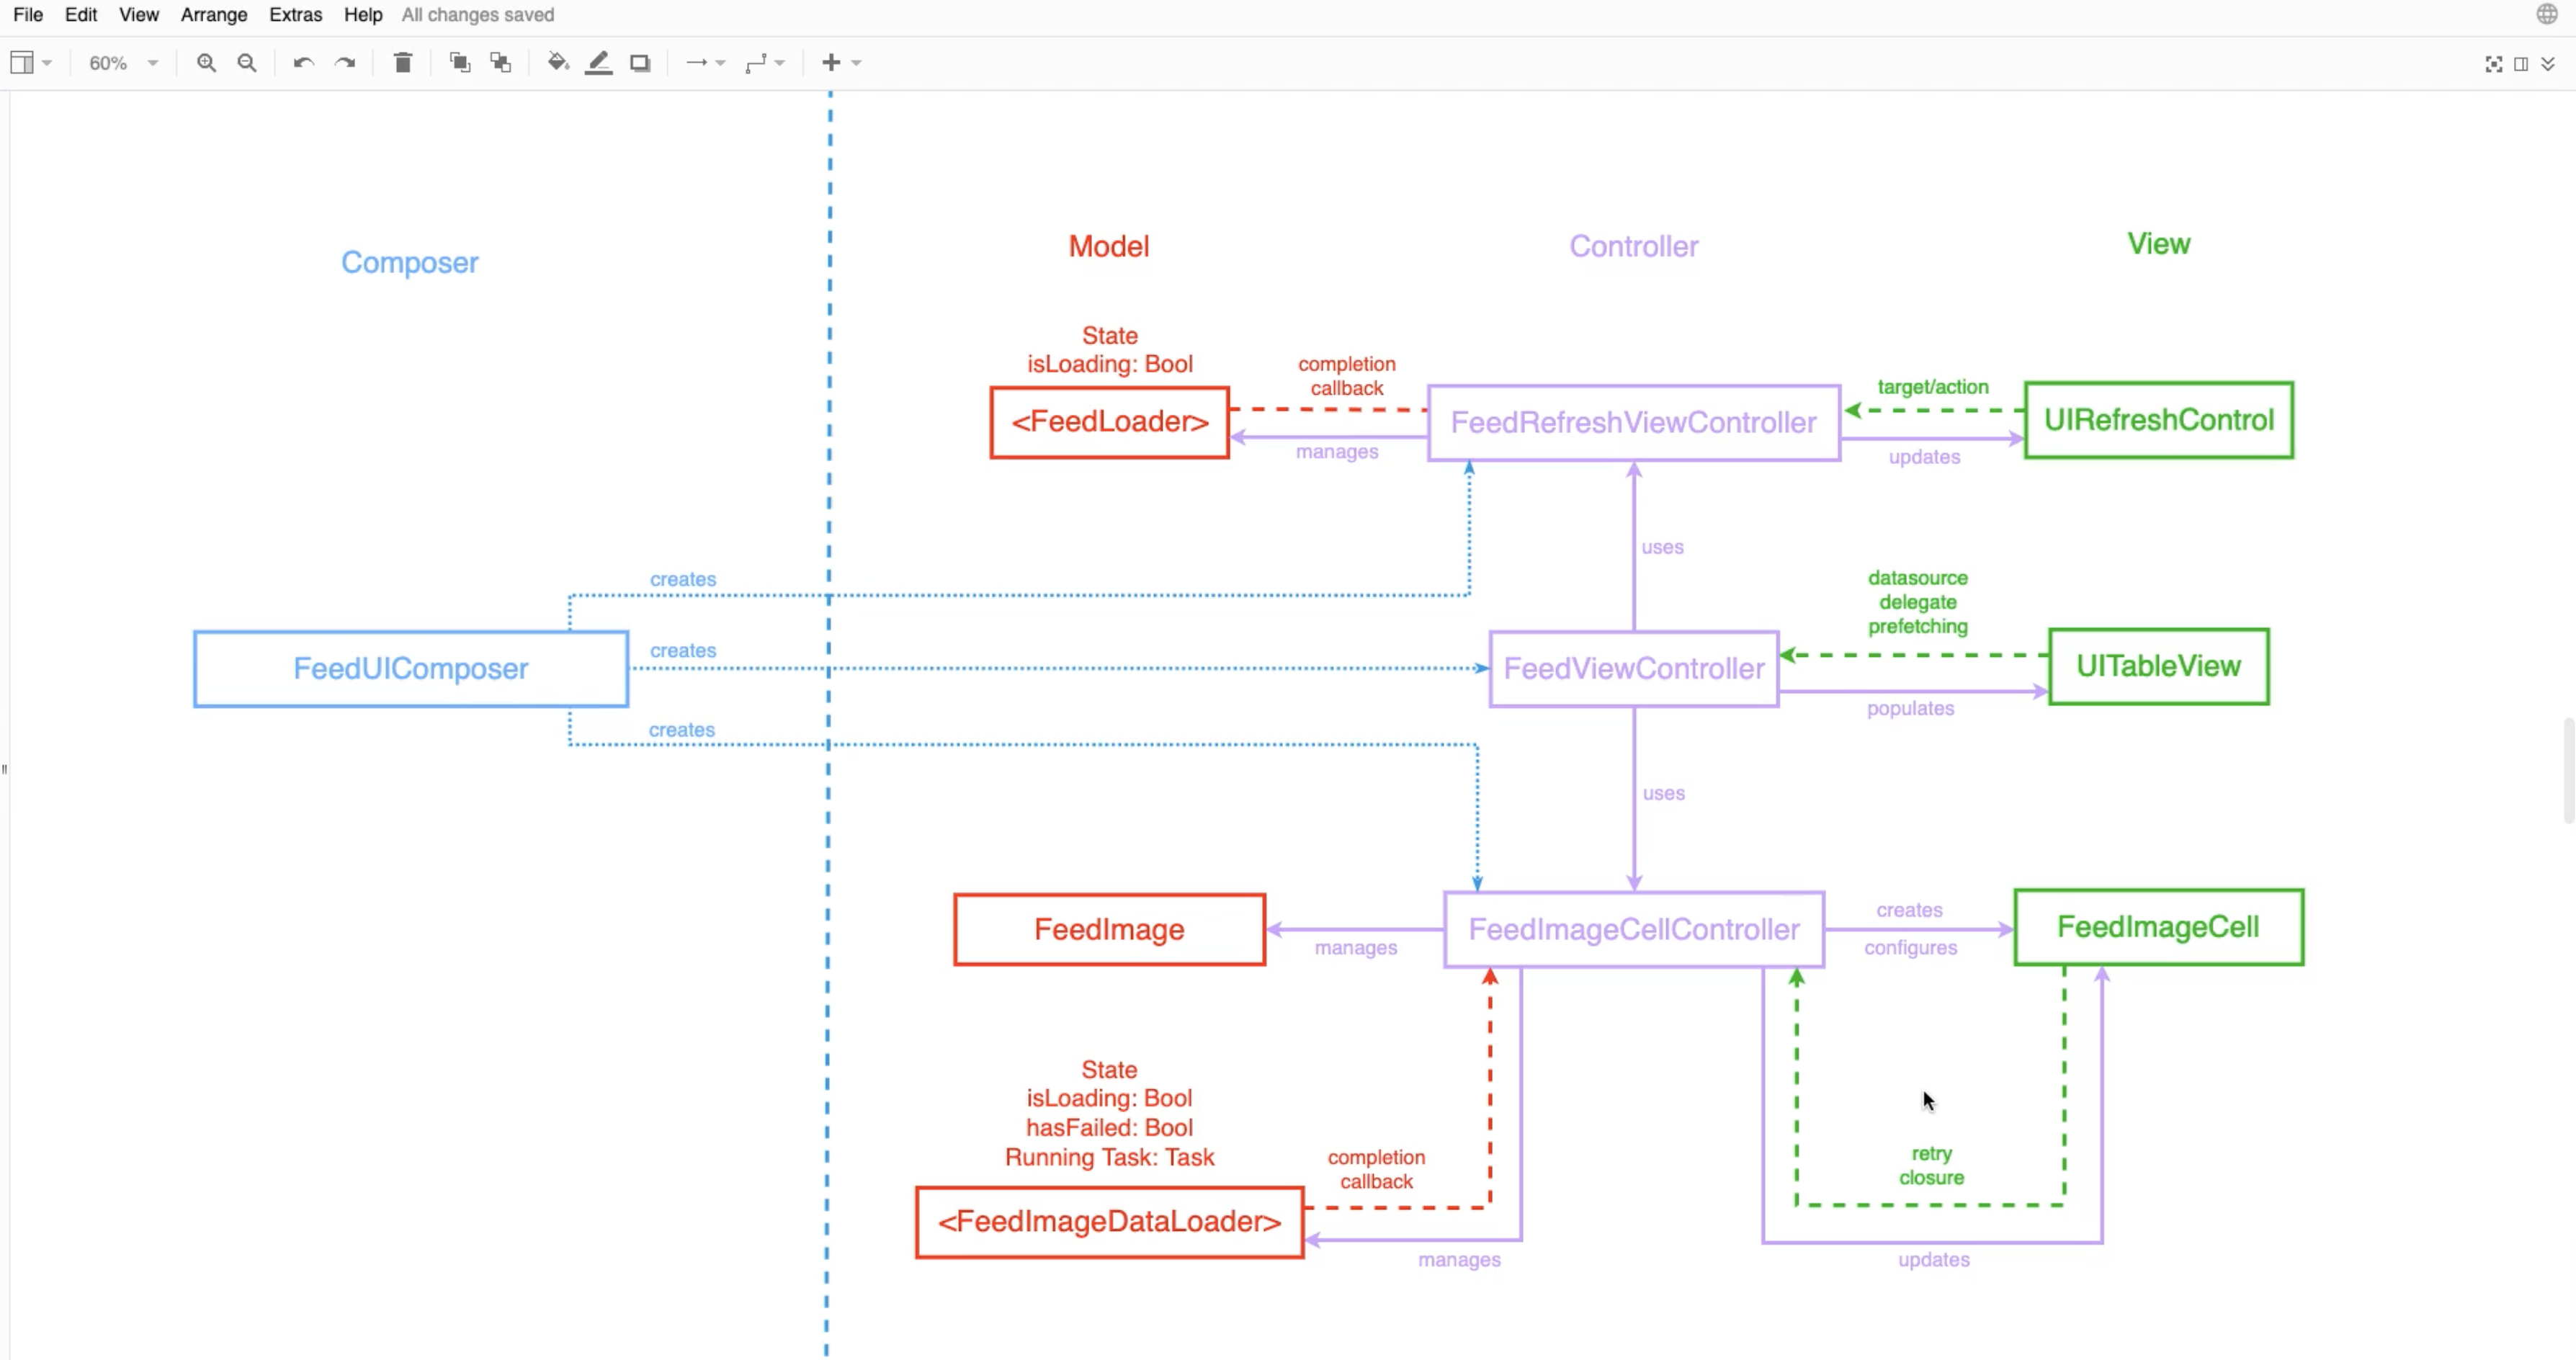 File Edit View Arrange Extras Help All changes saved
60%
Composer
Model
Controller
View
State
isLoading: Bool
<FeedLoader>
completion
callback
manages
FeedRefreshViewController
target/action
updates
UIRefreshControl
uses
creates
FeedUIComposer
creates
creates
FeedViewController
datasource
delegate
prefetching
populates
UITableView
uses
FeedImage
manages
FeedImageCellController
creates
configures
FeedImageCell
State
isLoading: Bool
hasFailed: Bool
Running Task: Task
<FeedImageDataLoader>
completion
callback
manages
retry
closure
updates